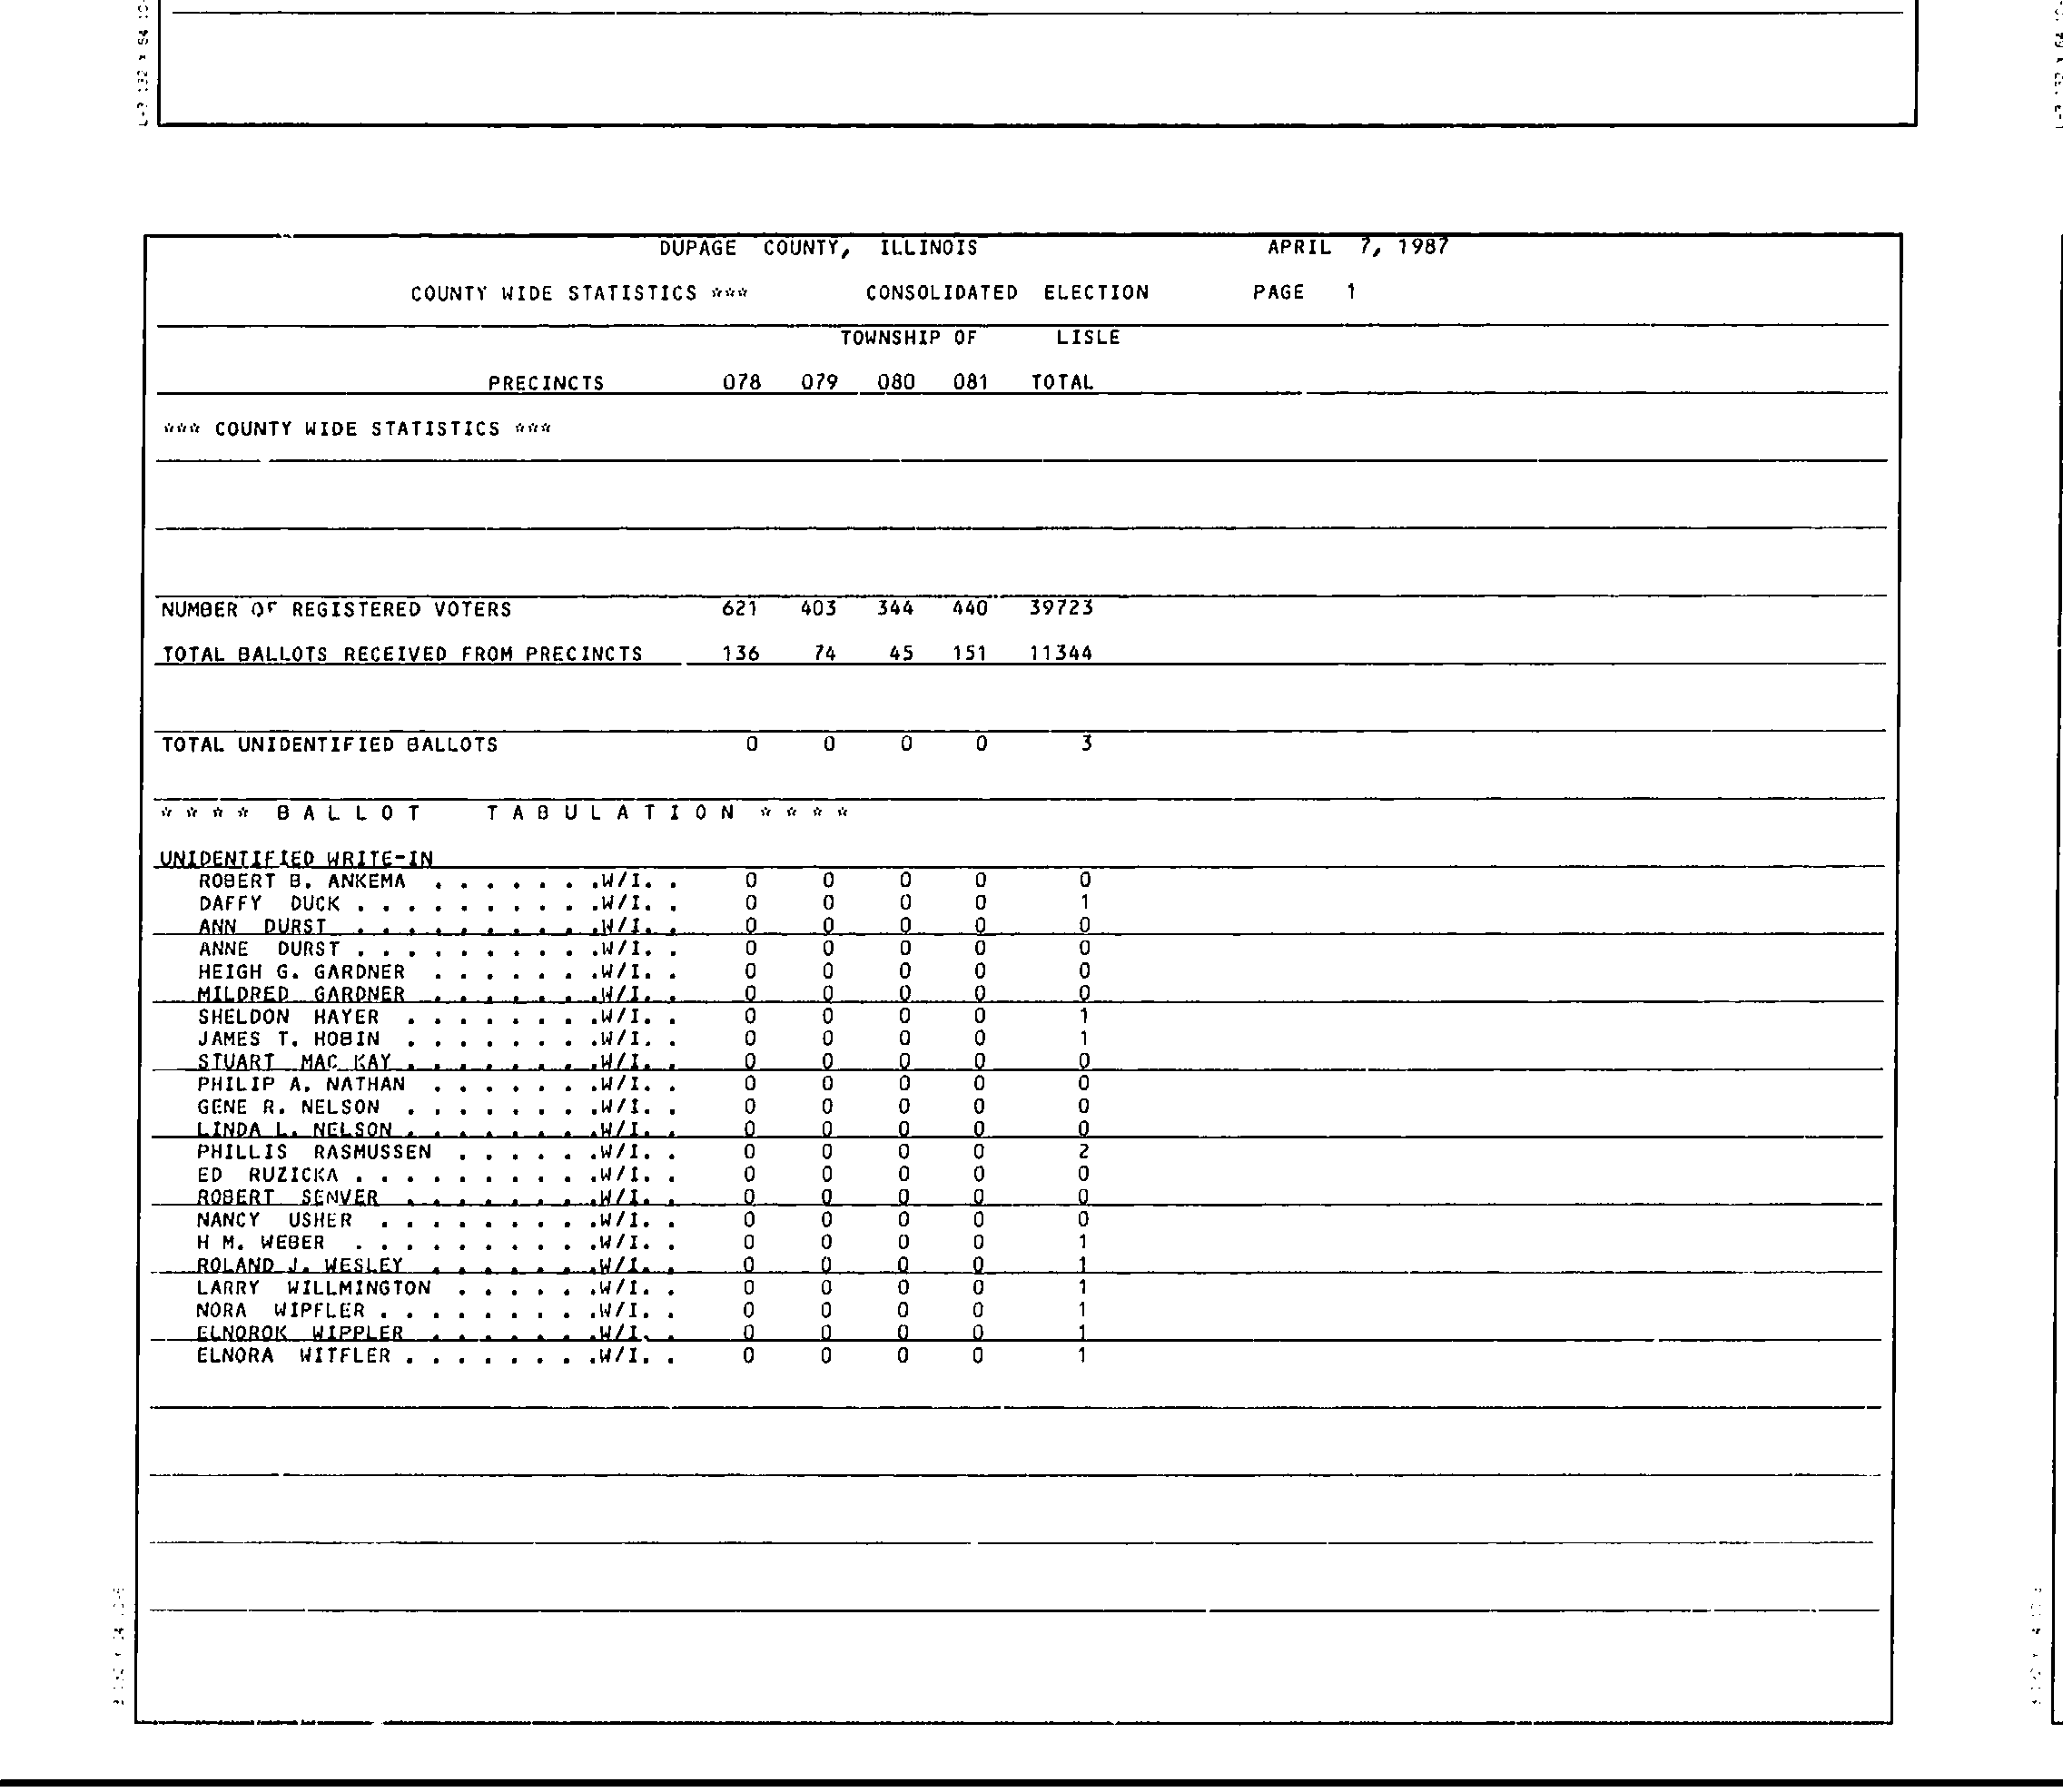 DUPAGE COUNTY, ILLINOIS APRIL 7, 1987
COUNTY WIDE STATISTICS *** CONSOLIDATED ELECTION PAGE 1
TOWNSHIP OF LISLE
PRECINCTS 078 079 080 081 TOTAL
*** COUNTY WIDE STATISTICS ***
NUMBER OF REGISTERED VOTERS 621 403 344 440 39723
TOTAL BALLOTS RECEIVED FROM PRECINCTS 136 74 45 151 11344
TOTAL UNIDENTIFIED BALLOTS 0 0 0 0 3
* * * * B A L L O T T A B U L A T I O N * * * *
UNIDENTIFIED WRITE-IN
ROBERT B. ANKEMA . . . . . . .W/I. . 0 0 0 0 0
DAFFY DUCK . . . . . . . . . .W/I. . 0 0 0 0 1
ANN DURST . . . . . . . . . .W/I. . 0 0 0 0 0
ANNE DURST . . . . . . . . . .W/I. . 0 0 0 0 0
HEIGH G. GARDNER . . . . . . .W/I. . 0 0 0 0 0
MILDRED GARDNER . . . . . . .W/I. . 0 0 0 0 0
SHELDON HAYER . . . . . . . .W/I. . 0 0 0 0 1
JAMES T. HOBIN . . . . . . . .W/I. . 0 0 0 0 1
STUART MAC KAY . . . . . . . .W/I. . 0 0 0 0 0
PHILIP A. NATHAN . . . . . . .W/I. . 0 0 0 0 0
GENE R. NELSON . . . . . . . .W/I. . 0 0 0 0 0
LINDA L. NELSON . . . . . . . .W/I. . 0 0 0 0 0
PHILLIS RASMUSSEN . . . . . .W/I. . 0 0 0 0 2
ED RUZICKA . . . . . . . . . .W/I. . 0 0 0 0 0
ROBERT SENVER . . . . . . . .W/I. . 0 0 0 0 0
NANCY USHER . . . . . . . . .W/I. . 0 0 0 0 0
H M. WEBER . . . . . . . . . .W/I. . 0 0 0 0 1
ROLAND J. WESLEY . . . . . . .W/I. . 0 0 0 0 1
LARRY WILLMINGTON . . . . . .W/I. . 0 0 0 0 1
NORA WIPFLER . . . . . . . . .W/I. . 0 0 0 0 1
ELNOROK WIPPLER . . . . . . .W/I. . 0 0 0 0 1
ELNORA WITFLER . . . . . . . .W/I. . 0 0 0 0 1